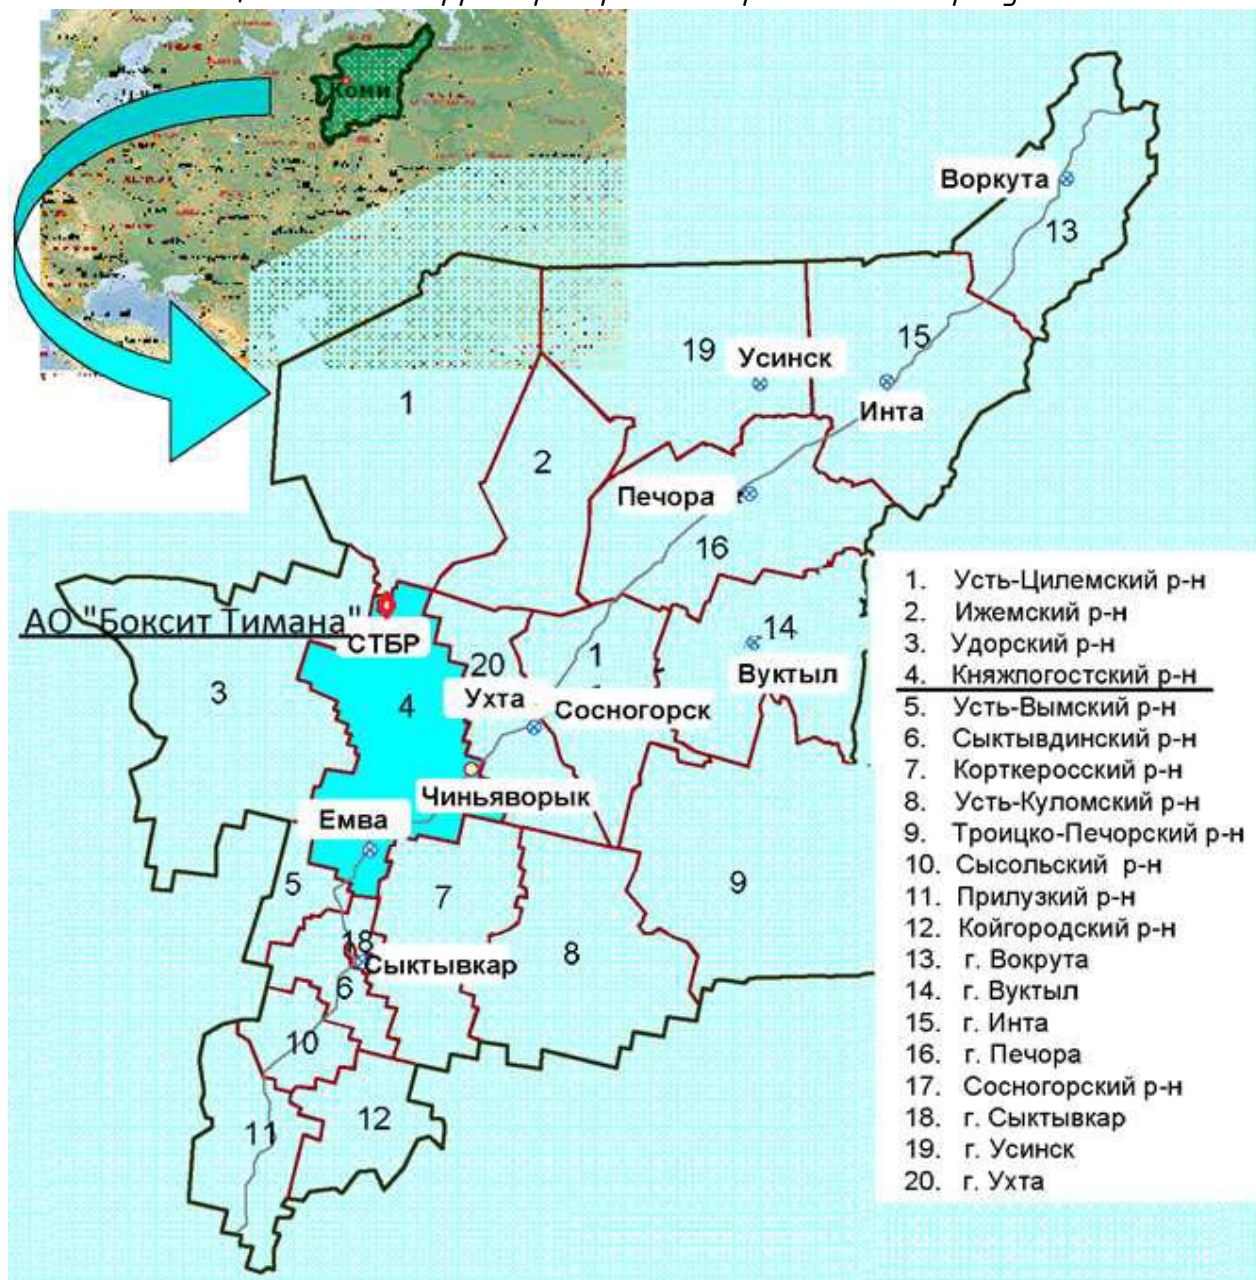 Коми
Воркута
13
15
19
Усинск
1
Инта
2
Печора
16
АО "Боксит Тимана"
СТБР
14
20
1
Вуктыл
3
4
Ухта
Сосногорск
Чиньяворык
Емва
5
7
9
18
8
Сыктывкар
6
10
12
11
1. Усть-Цилемский р-н
2. Ижемский р-н
3. Удорский р-н
4. Княжпогостский р-н
5. Усть-Вымский р-н
6. Сыктывдинский р-н
7. Корткеросский р-н
8. Усть-Куломский р-н
9. Троицко-Печорский р-н
10. Сысольский р-н
11. Прилузкий р-н
12. Койгородский р-н
13. г. Вокрута
14. г. Вуктыл
15. г. Инта
16. г. Печора
17. Сосногорский р-н
18. г. Сыктывкар
19. г. Усинск
20. г. Ухта